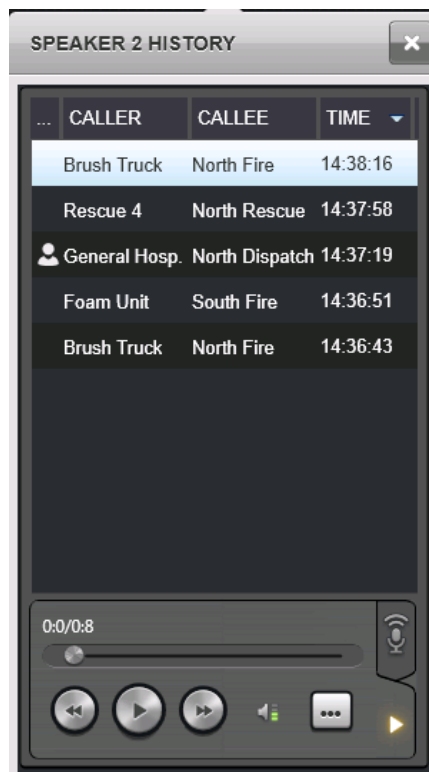 SPEAKER 2 HISTORY
... CALLER CALLEE TIME
Brush Truck North Fire 14:38:16
Rescue 4 North Rescue 14:37:58
General Hosp. North Dispatch 14:37:19
Foam Unit South Fire 14:36:51
Brush Truck North Fire 14:36:43
0:0/0:8
...